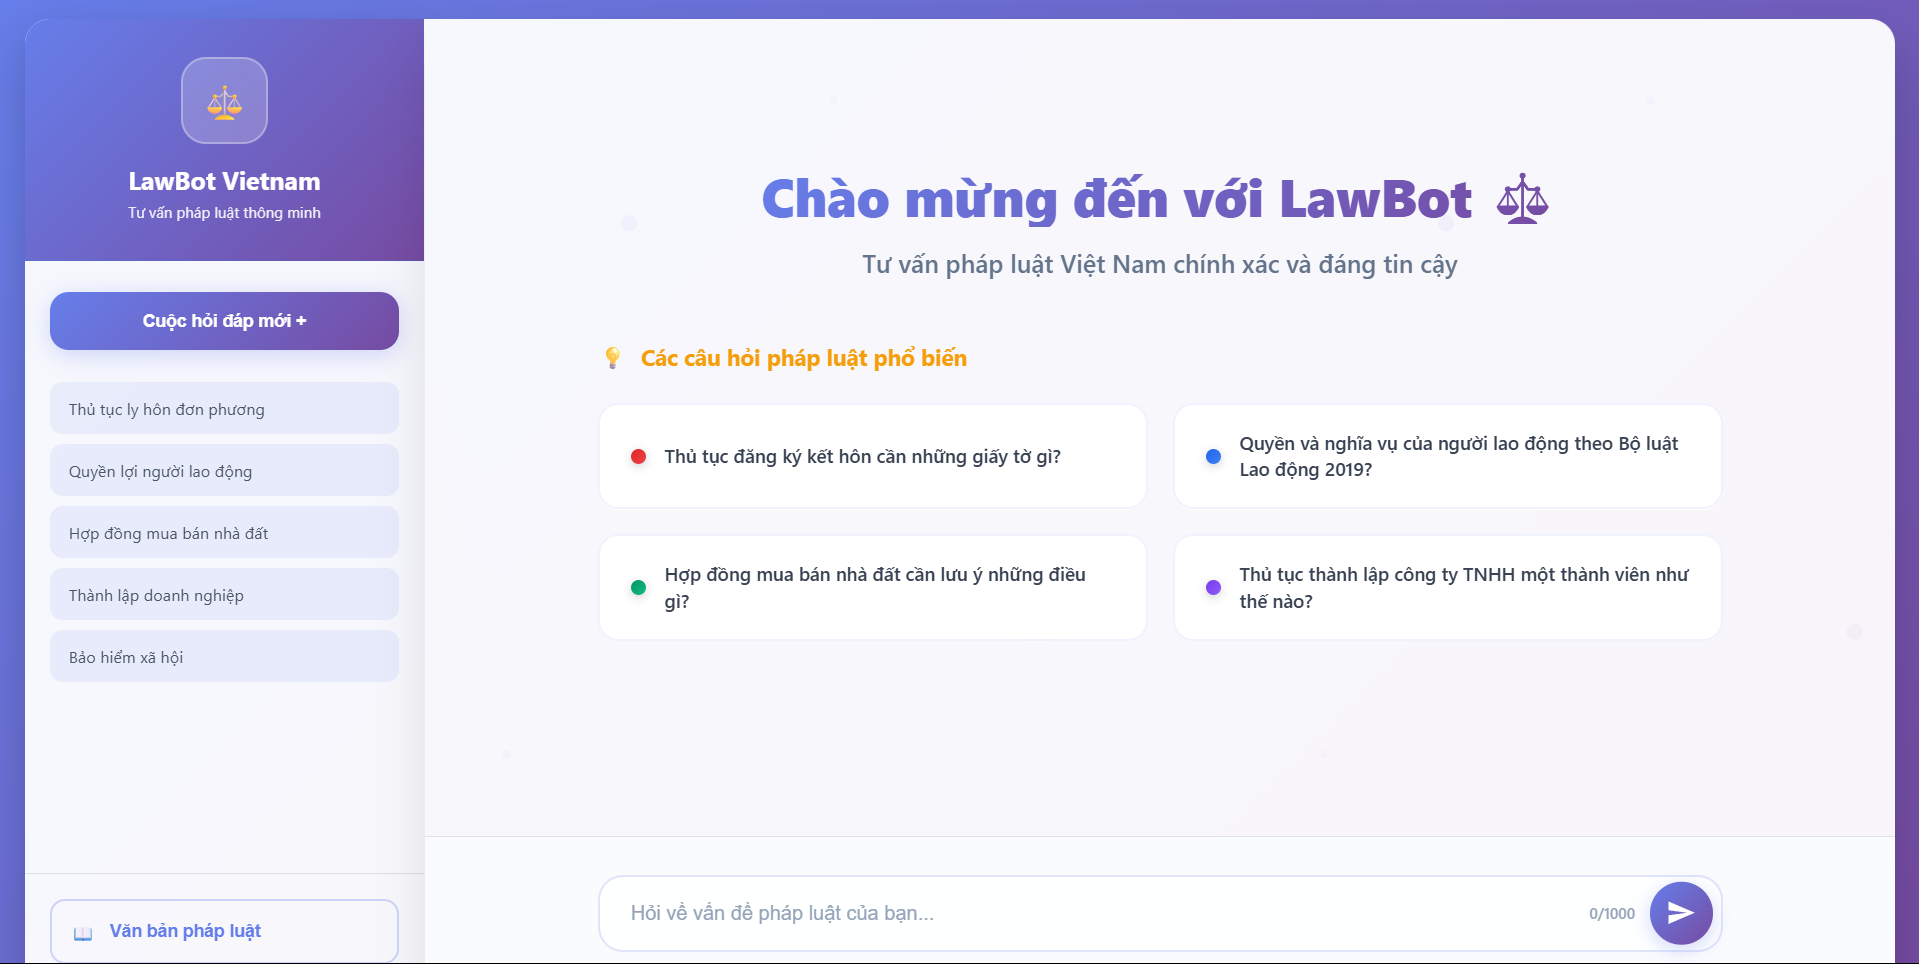 LawBot Vietnam
Tư vấn pháp luật thông minh
Cuộc hỏi đáp mới +
Thủ tục ly hôn đơn phương
Quyền lợi người lao động
Hợp đồng mua bán nhà đất
Thành lập doanh nghiệp
Bảo hiểm xã hội
Văn bản pháp luật
Chào mừng đến với LawBot
Tư vấn pháp luật Việt Nam chính xác và đáng tin cậy
Các câu hỏi pháp luật phổ biến
Thủ tục đăng ký kết hôn cần những giấy tờ gì?
Quyền và nghĩa vụ của người lao động theo Bộ luật
Lao động 2019?
Hợp đồng mua bán nhà đất cần lưu ý những điều
gì?
Thủ tục thành lập công ty TNHH một thành viên như
thế nào?
Hỏi về vấn đề pháp luật của bạn...
0/1000